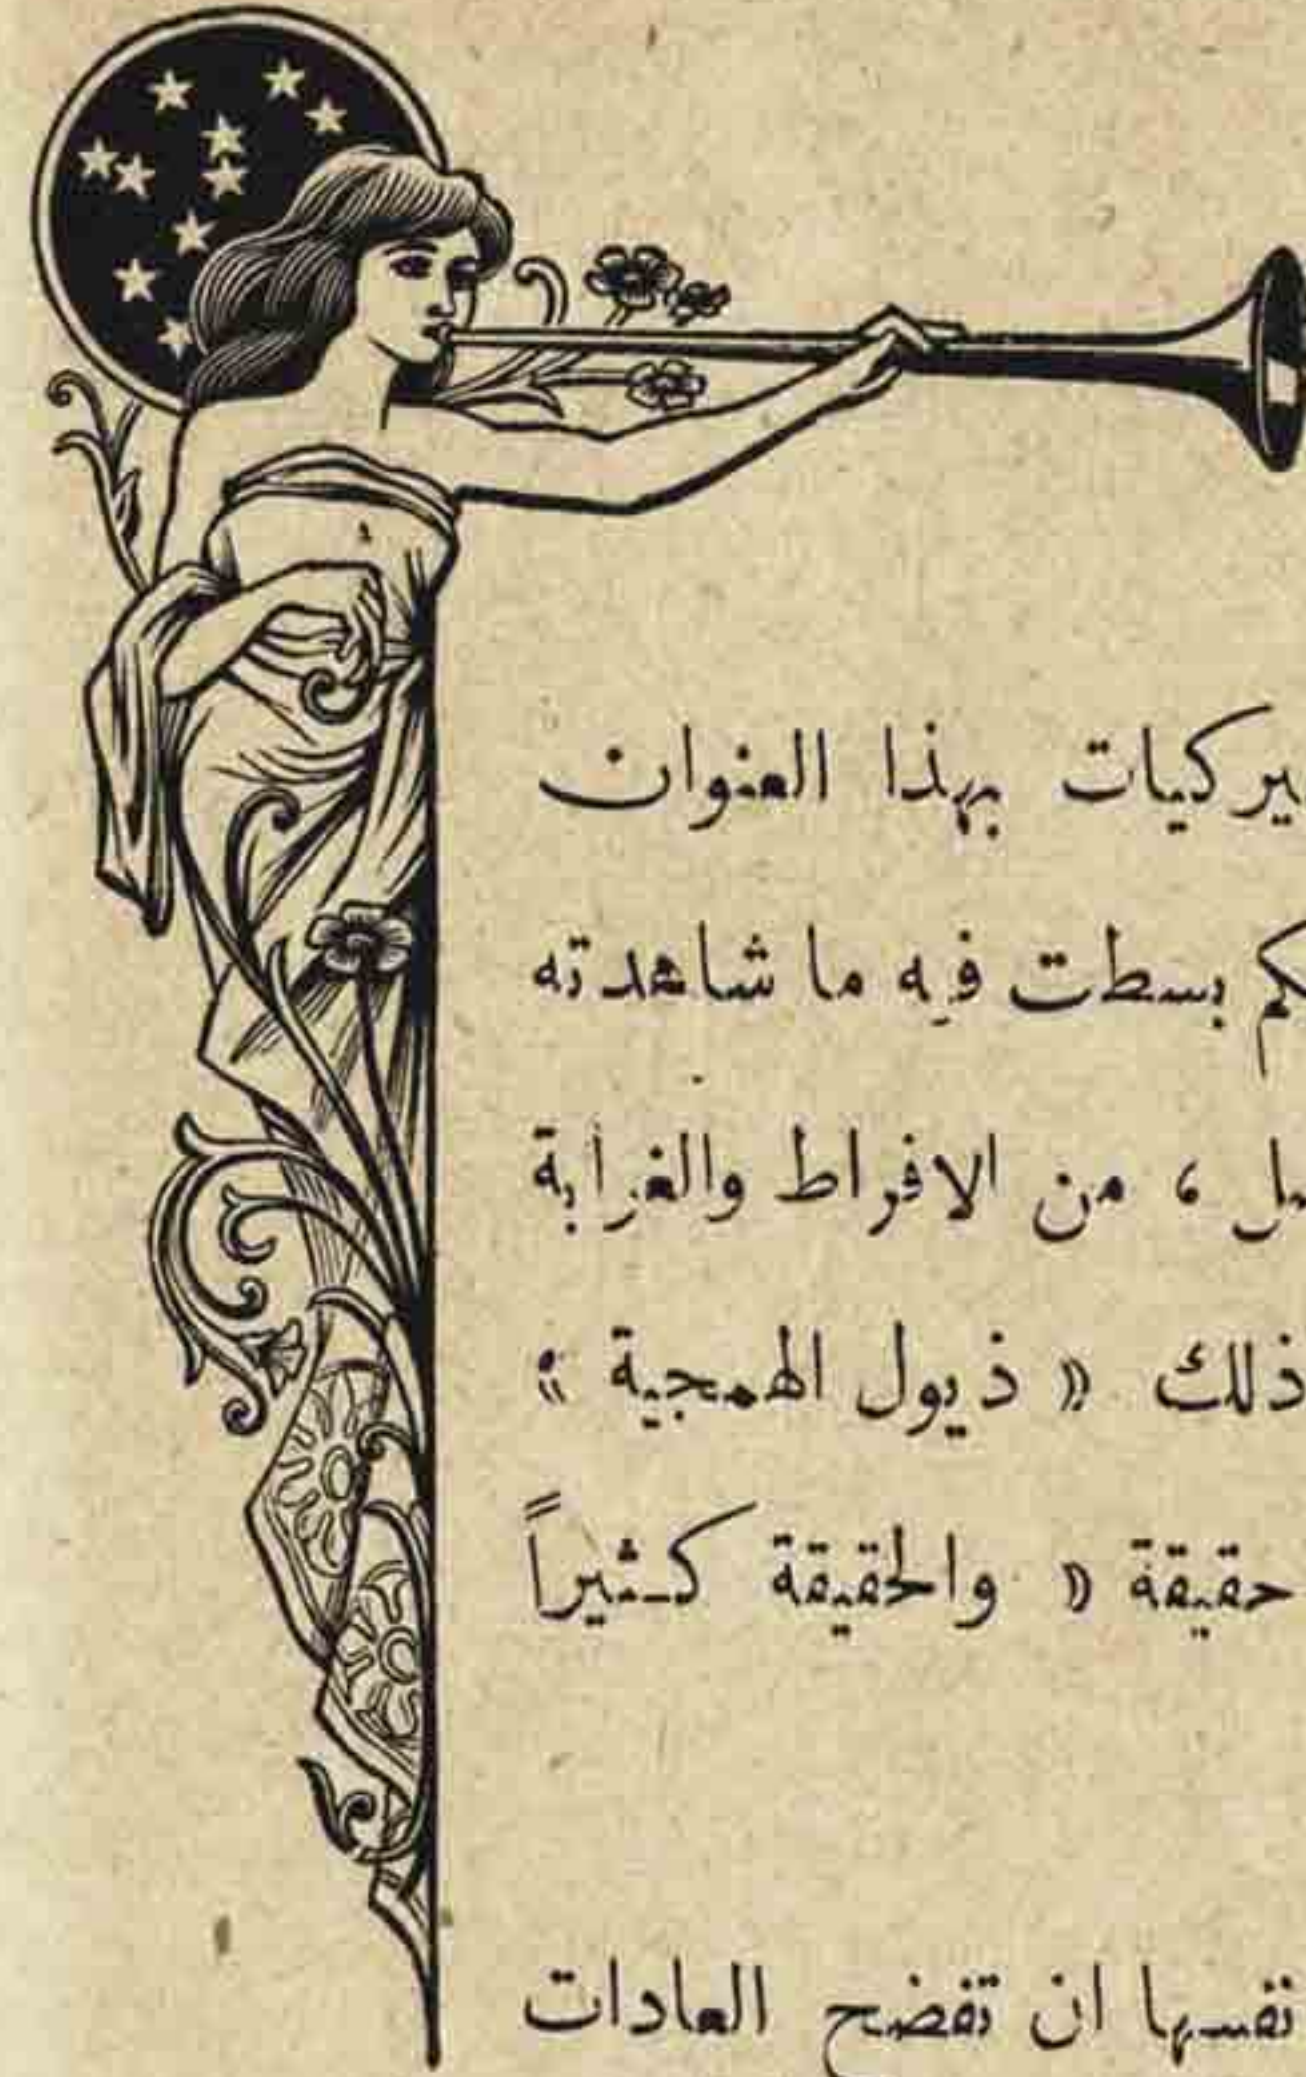 يركيات بهذا العنوان
كم بسطت فيه ما شاهدته
من الافراط والغرابة
ذلك « ذيول الهمجية »
حقيقة « والحقيقة كثيراً
نفسها ان تفضح العادات